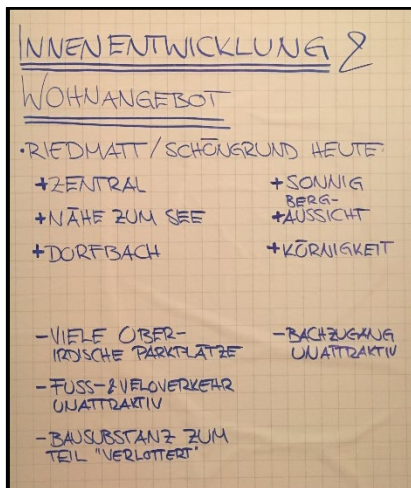 INNENENTWICKLUNG &
WOHNANGEBOT
• RIEDMATT/SCHÖNGRUND HEUTE:
+ ZENTRAL
+ NÄHE ZUM SEE
+ DORFBACH
+ SONNIG
+ BERG-
AUSSICHT
+ KÖRNIGKEIT
- VIELE OBER-
IRDISCHE PARKPLÄTZE
- FUSS- & VELOVERKEHR
UNATTRAKTIV
- BAUSUBSTANZ ZUM
TEIL "VERLOTTERT"
- BACHZUGANG
UNATTRAKTIV